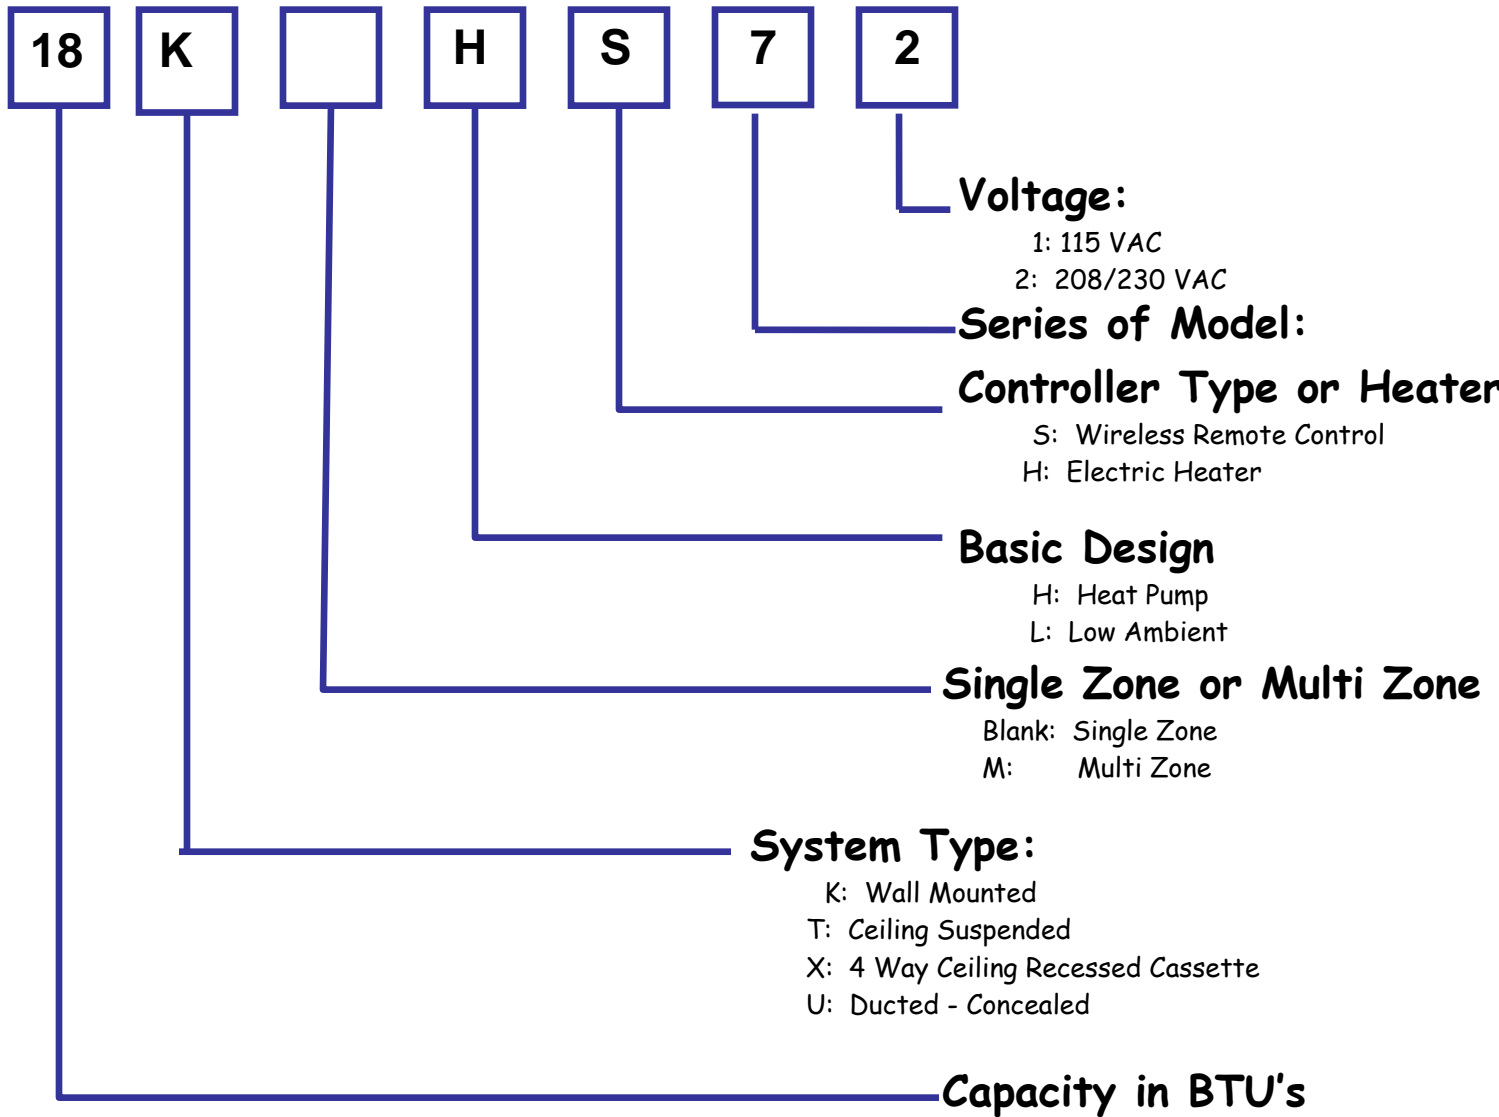 18 K H S 7 2
Voltage:
1: 115 VAC
2: 208/230 VAC
Series of Model:
Controller Type or Heater
S: Wireless Remote Control
H: Electric Heater
Basic Design
H: Heat Pump
L: Low Ambient
Single Zone or Multi Zone
Blank: Single Zone
M: Multi Zone
System Type:
K: Wall Mounted
T: Ceiling Suspended
X: 4 Way Ceiling Recessed Cassette
U: Ducted - Concealed
Capacity in BTU's